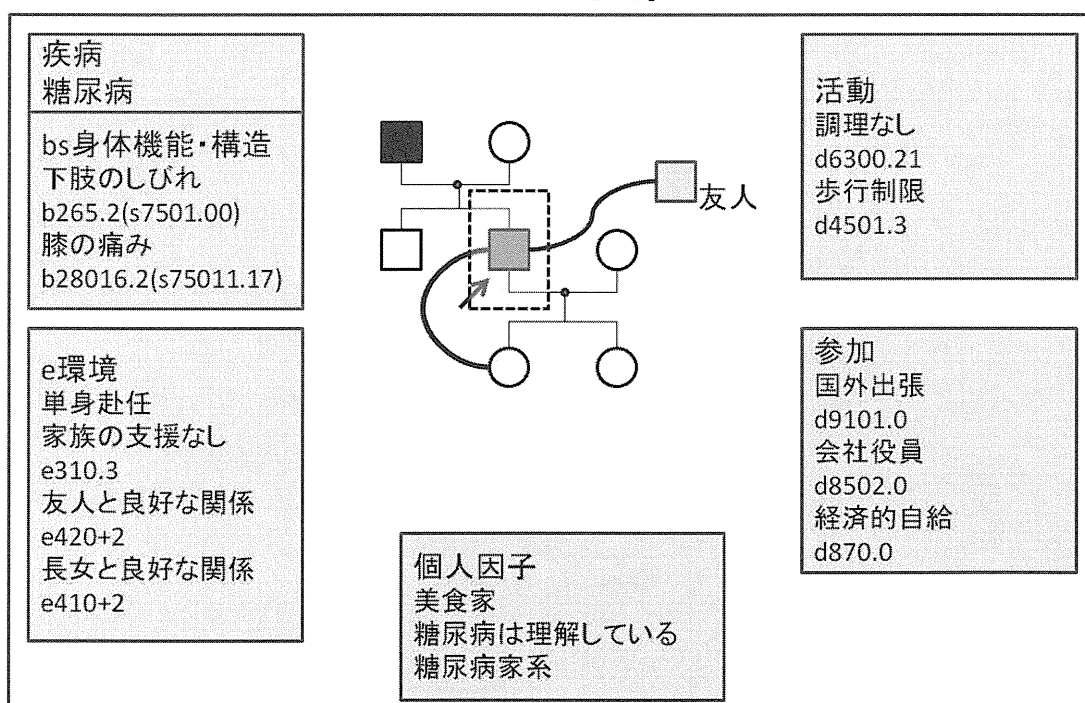 疾病
糖尿病
bs身体機能・構造
下肢のしびれ
b265.2(s7501.00)
膝の痛み
b28016.2(s75011.17)
e環境
単身赴任
家族の支援なし
e310.3
友人と良好な関係
e420+2
長女と良好な関係
e410+2
友人
個人因子
美食家
糖尿病は理解している
糖尿病家系
活動
調理なし
d6300.21
歩行制限
d4501.3
参加
国外出張
d9101.0
会社役員
d8502.0
経済的自給
d870.0